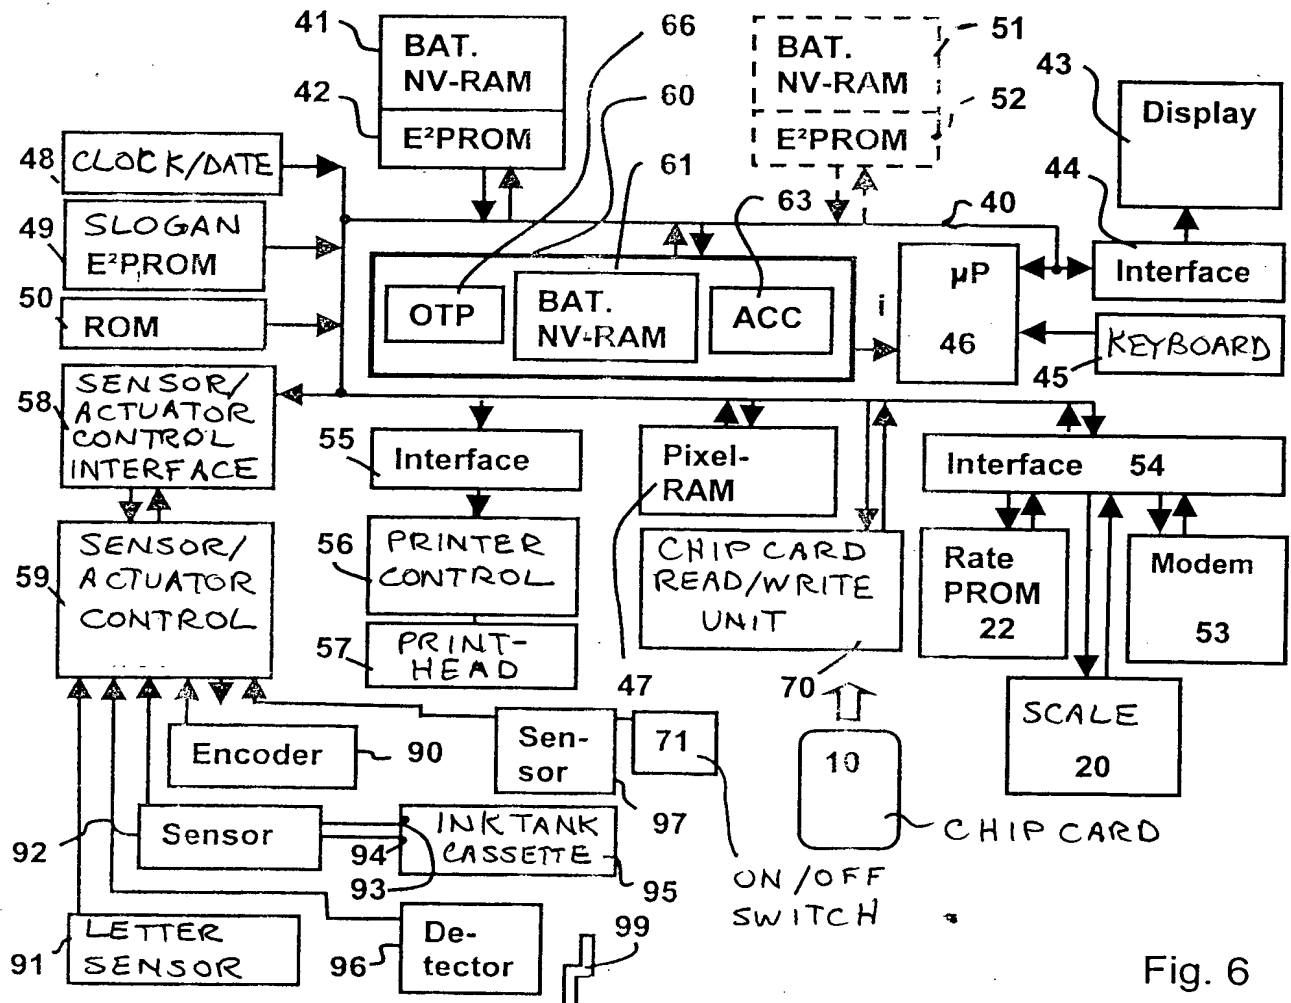 41
BAT.
NV-RAM
42
E²PROM
66
60
61
63
BAT.
NV-RAM
51
E²PROM
52
43
Display
44
Interface
40
48
CLOCK/DATE
49
SLOGAN
E²PROM
50
ROM
OTP
BAT.
NV-RAM
ACC
i
µP
46
KEYBOARD
45
58
SENSOR/
ACTUATOR
CONTROL
INTERFACE
55
Interface
Pixel-
RAM
Interface 54
59
SENSOR/
ACTUATOR
CONTROL
56
PRINTER
CONTROL
57
PRINT-
HEAD
47
CHIP CARD
READ/WRITE
UNIT
70
Rate
PROM
22
Modem
53
SCALE
20
Encoder
90
Sen-
sor
97
71
ON/OFF
SWITCH
10
CHIP CARD
92
Sensor
94
93
INK TANK
CASSETTE
95
91
LETTER
SENSOR
96
De-
tector
99
Fig. 6